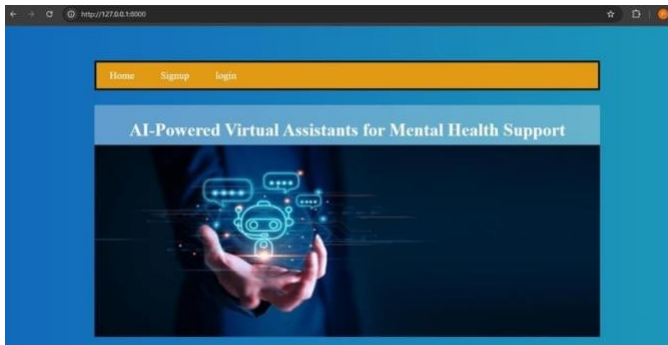 http://127.0.0.1:8000
Home Signup login
AI-Powered Virtual Assistants for Mental Health Support